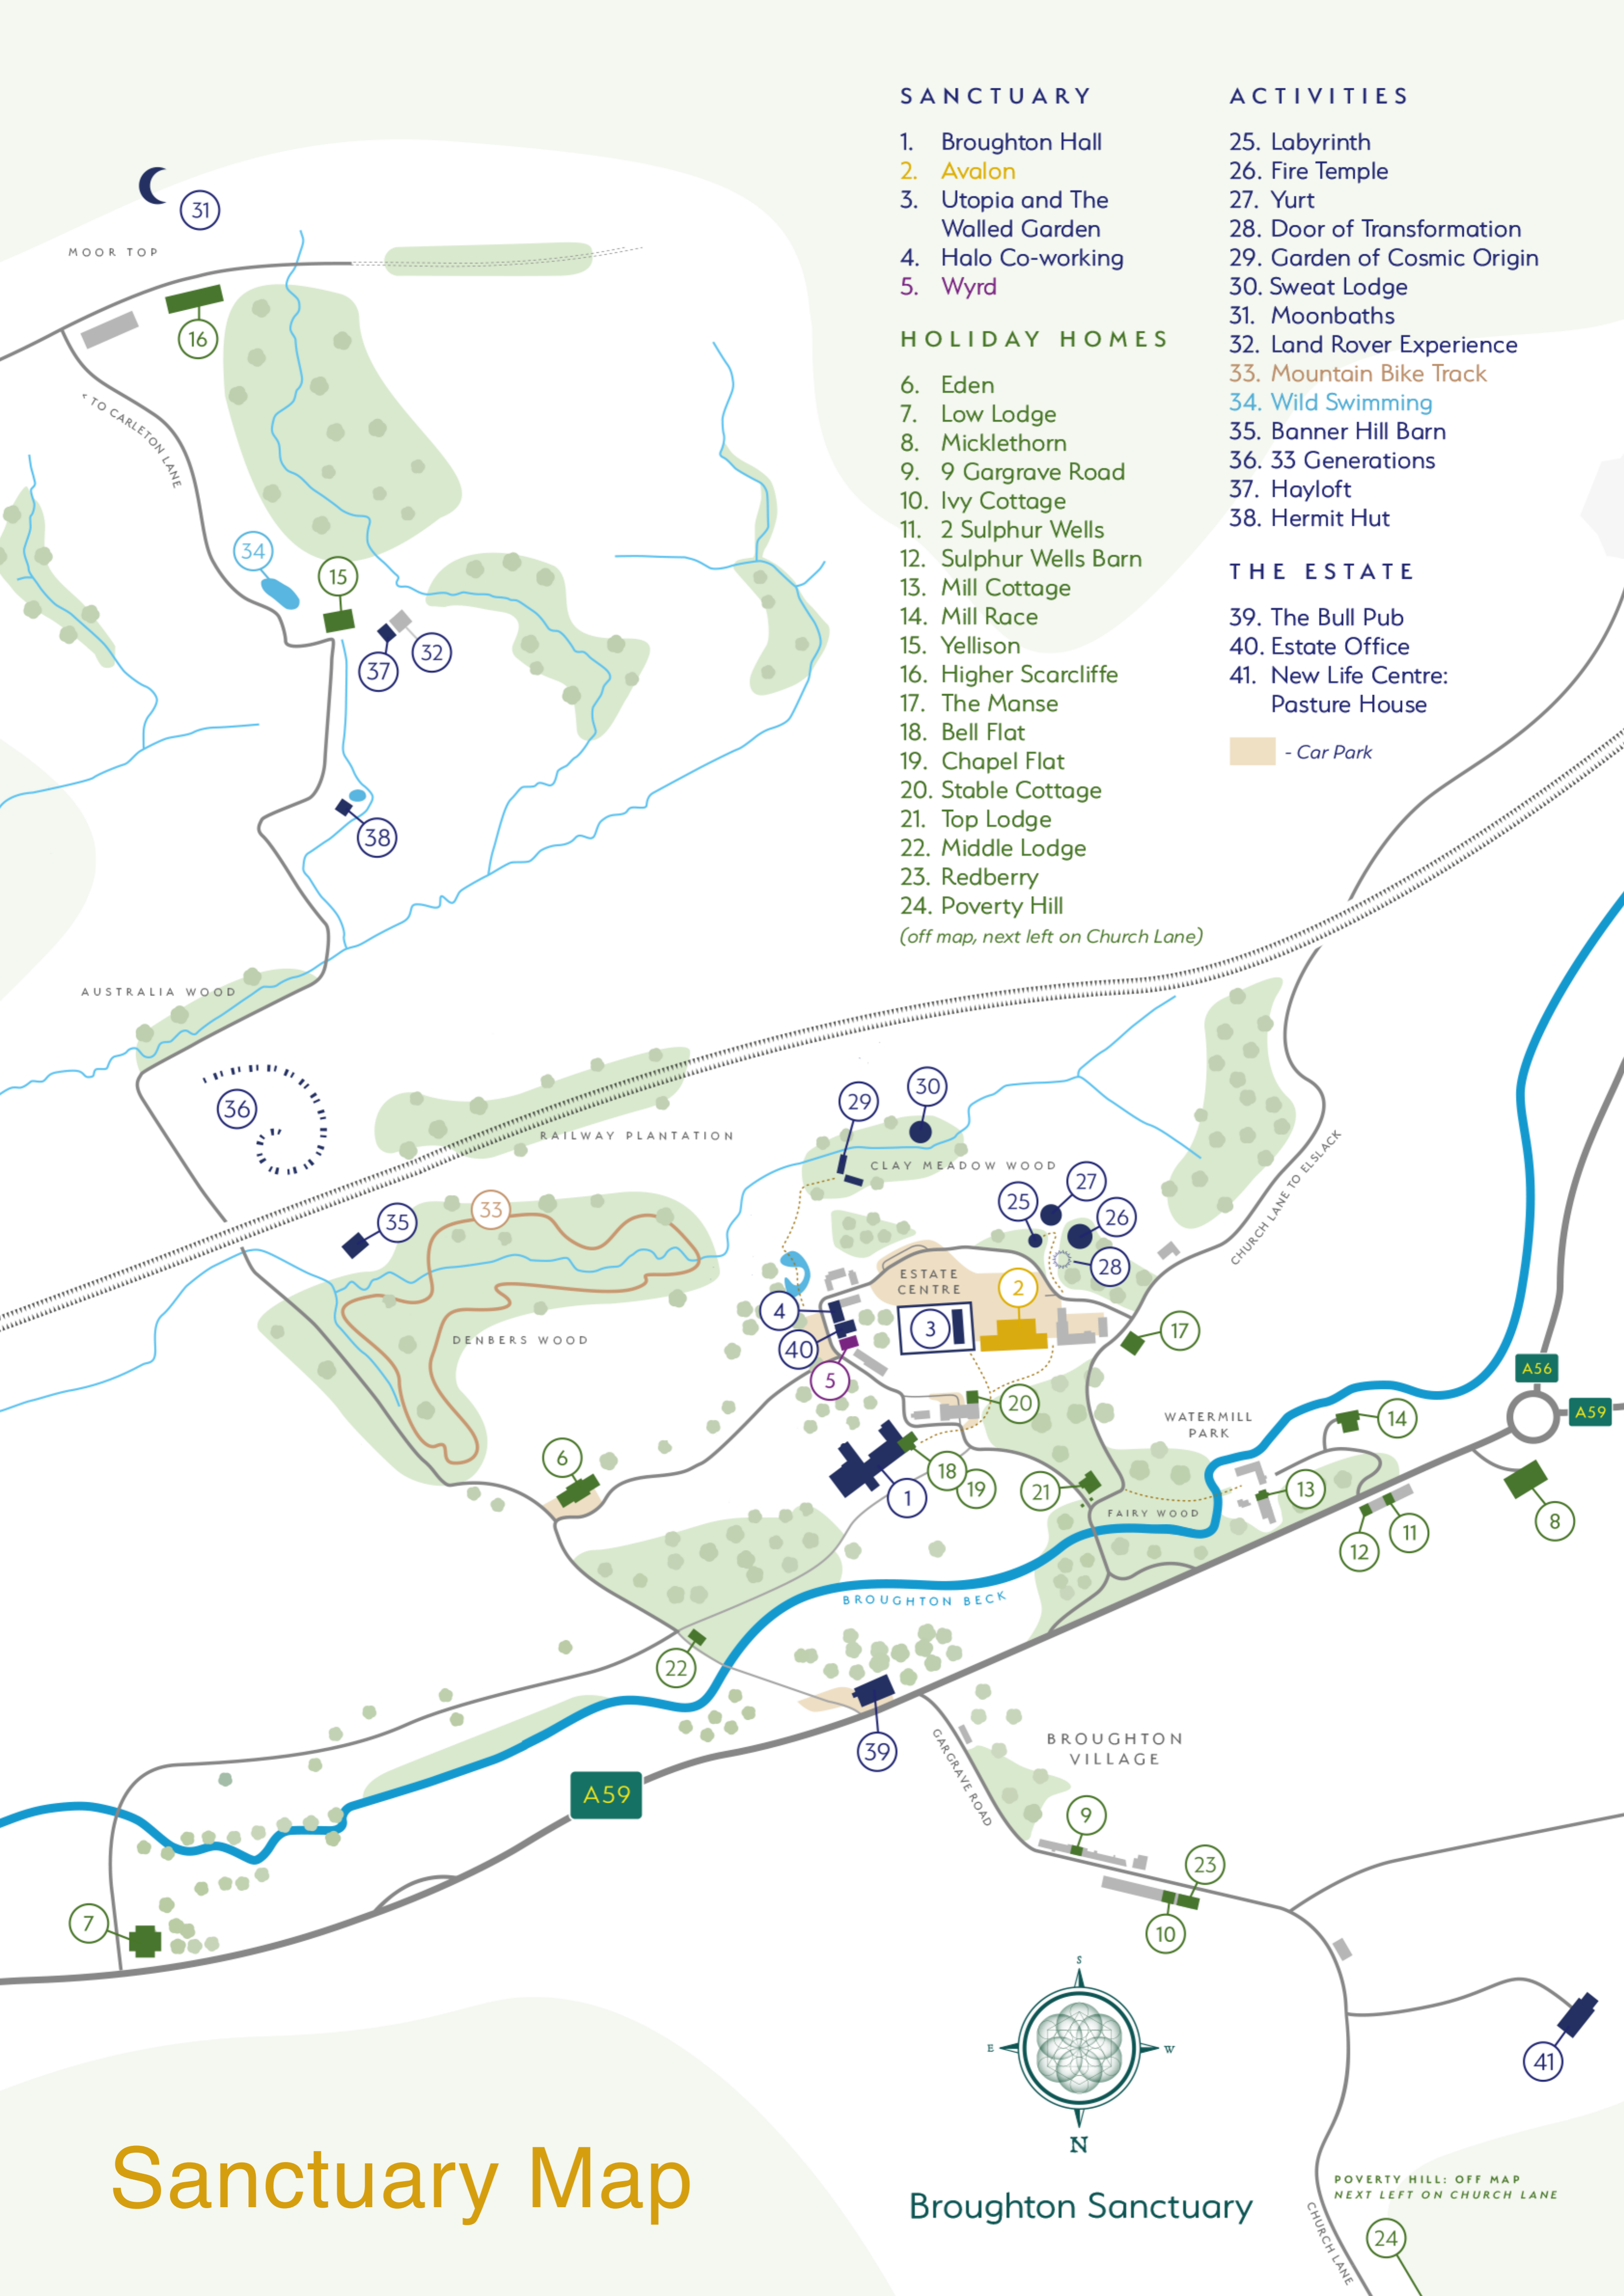 SANCTUARY
1. Broughton Hall
2. Avalon
3. Utopia and The
Walled Garden
4. Halo Co-working
5. Wyrd
HOLIDAY HOMES
6. Eden
7. Low Lodge
8. Micklethorn
9. 9 Gargrave Road
10. Ivy Cottage
11. 2 Sulphur Wells
12. Sulphur Wells Barn
13. Mill Cottage
14. Mill Race
15. Yellison
16. Higher Scarcliffe
17. The Manse
18. Bell Flat
19. Chapel Flat
20. Stable Cottage
21. Top Lodge
22. Middle Lodge
23. Redberry
24. Poverty Hill
(off map, next left on Church Lane)
ACTIVITIES
25. Labyrinth
26. Fire Temple
27. Yurt
28. Door of Transformation
29. Garden of Cosmic Origin
30. Sweat Lodge
31. Moonbaths
32. Land Rover Experience
33. Mountain Bike Track
34. Wild Swimming
35. Banner Hill Barn
36. 33 Generations
37. Hayloft
38. Hermit Hut
THE ESTATE
39. The Bull Pub
40. Estate Office
41. New Life Centre:
Pasture House
- Car Park
31
MOOR TOP
16
< TO CARLETON LANE
34
15
37
32
38
AUSTRALIA WOOD
36
RAILWAY PLANTATION
35
33
DENBERS WOOD
29
30
CLAY MEADOW WOOD
25
27
26
28
CHURCH LANE TO ELSLACK
ESTATE
CENTRE
2
4
3
40
5
17
20
6
18
19
1
21
WATERMILL
PARK
14
13
FAIRY WOOD
12
11
8
A56
A59
BROUGHTON BECK
22
39
A59
GARGRAVE ROAD
BROUGHTON
VILLAGE
9
23
10
7
41
S
E
W
N
Sanctuary Map
Broughton Sanctuary
POVERTY HILL: OFF MAP
NEXT LEFT ON CHURCH LANE
CHURCH LANE
24